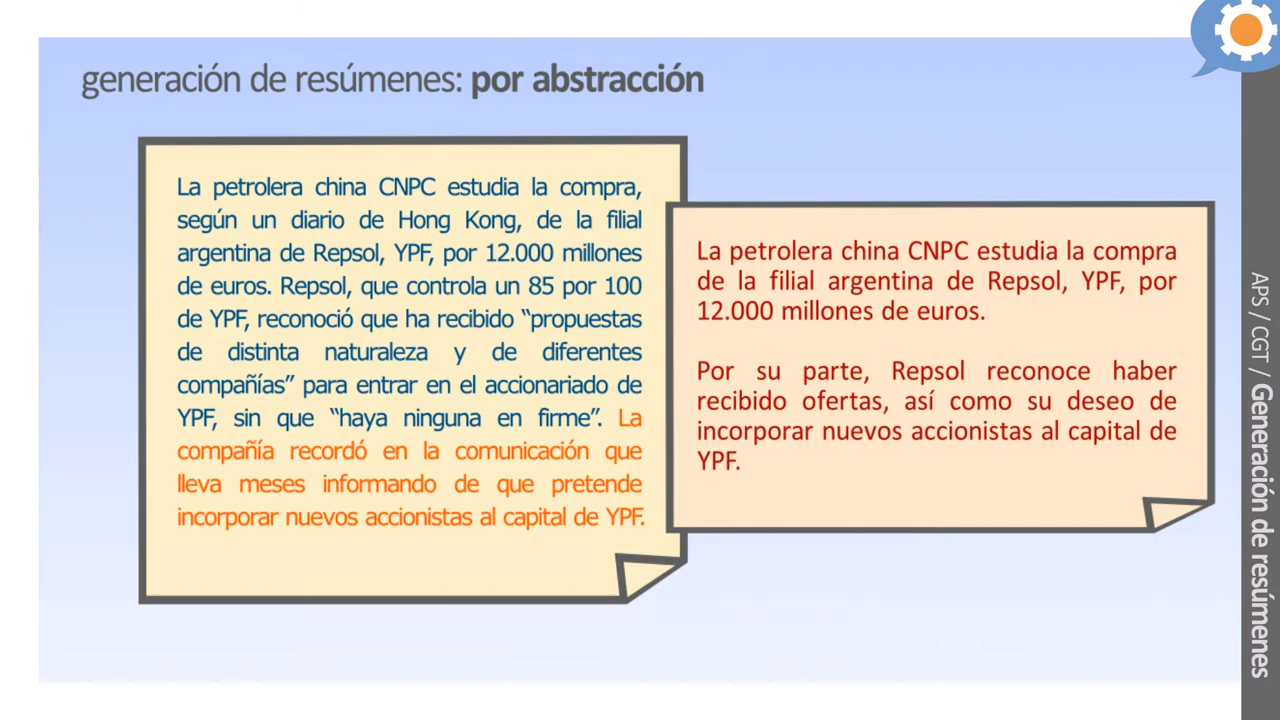 generación de resúmenes: por abstracción
La petrolera china CNPC estudia la compra,
según un diario de Hong Kong, de la filial
argentina de Repsol, YPF, por 12.000 millones
de euros. Repsol, que controla un 85 por 100
de YPF, reconoció que ha recibido “propuestas
de distinta naturaleza y de diferentes
compañías” para entrar en el accionariado de
YPF, sin que “haya ninguna en firme”. La
compañía recordó en la comunicación que
lleva meses informando de que pretende
incorporar nuevos accionistas al capital de YPF.
La petrolera china CNPC estudia la compra
de la filial argentina de Repsol, YPF, por
12.000 millones de euros.
Por su parte, Repsol reconoce haber
recibido ofertas, así como su deseo de
incorporar nuevos accionistas al capital de
YPF.
APS / CGT / Generación de resúmenes